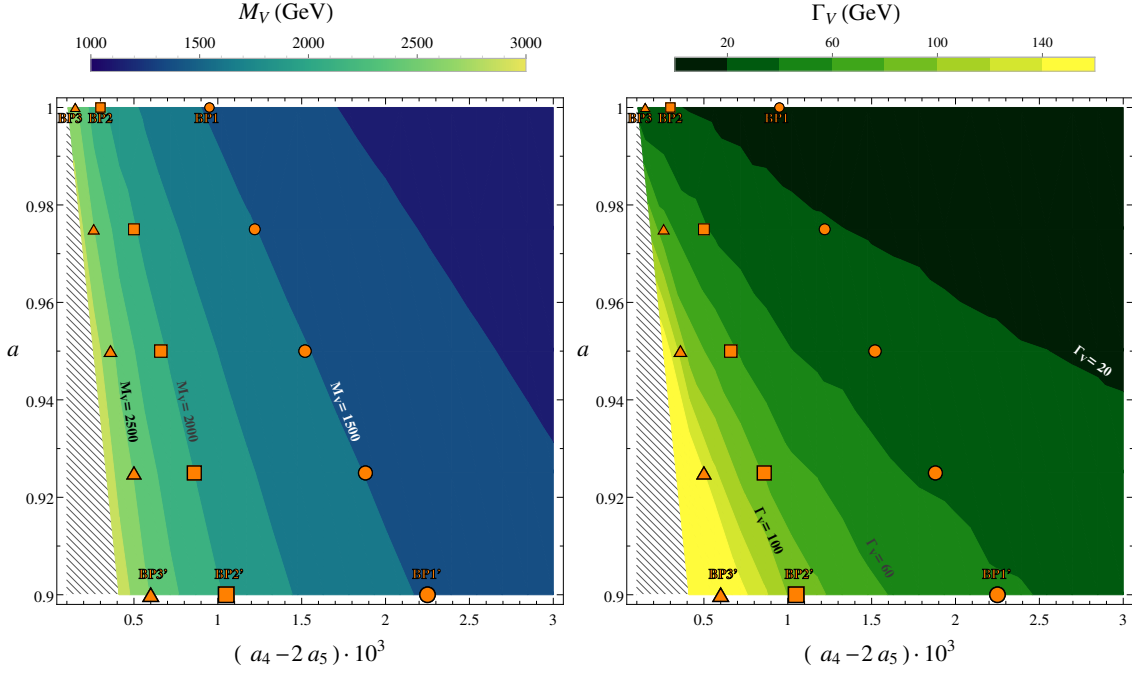 M_V (GeV)
1000 1500 2000 2500 3000
1
0.98
0.96
0.94
0.92
0.9
a
BP3 BP2 BP1
M_V= 2500
M_V= 2000
M_V= 1500
BP3' BP2' BP1'
0.5 1 1.5 2 2.5 3
( a_4 − 2 a_5 ) · 10^3
Γ_V (GeV)
20 60 100 140
1
0.98
0.96
0.94
0.92
0.9
a
BP3 BP2 BP1
Γ_V= 20
Γ_V= 100
Γ_V= 60
BP3' BP2' BP1'
0.5 1 1.5 2 2.5 3
( a_4 − 2 a_5 ) · 10^3